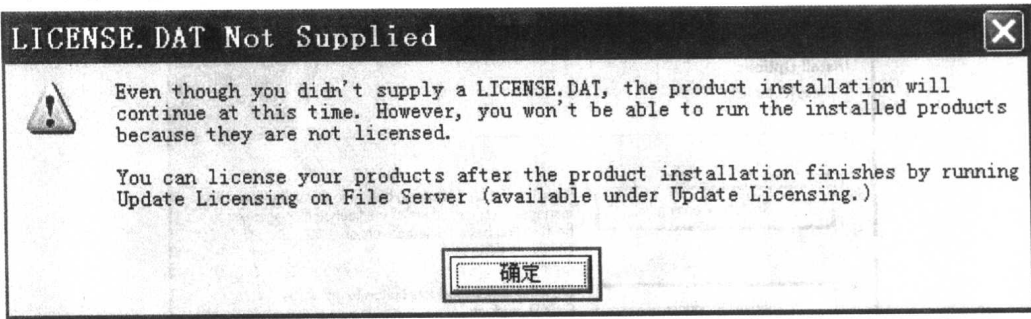 LICENSE.DAT Not Supplied
Even though you didn't supply a LICENSE.DAT, the product installation will
continue at this time. However, you won't be able to run the installed products
because they are not licensed.
You can license your products after the product installation finishes by running
Update Licensing on File Server (available under Update Licensing.)
确定